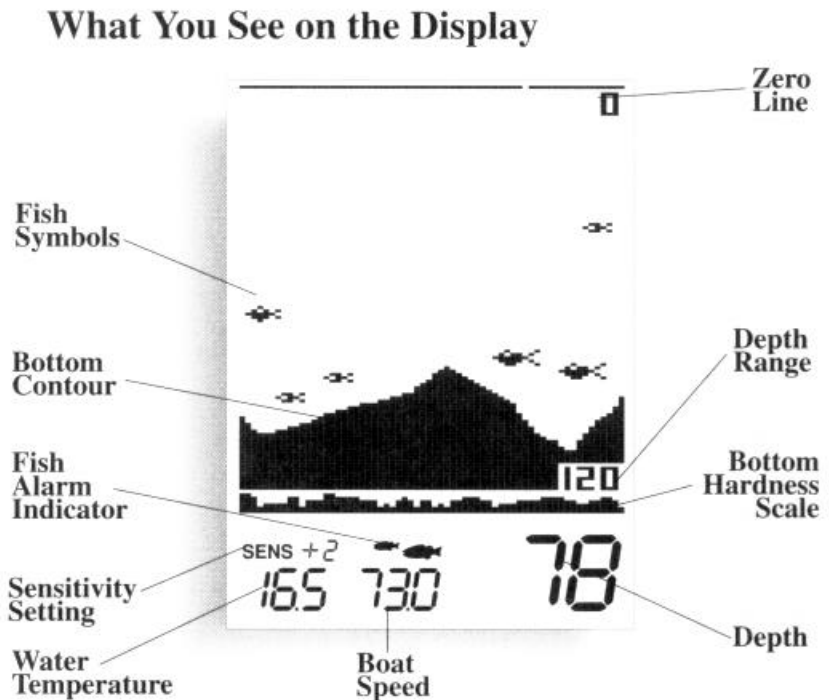 What You See on the Display
Zero
Line
0
Fish
Symbols
Depth
Range
Bottom
Contour
120
Fish
Alarm
Indicator
Bottom
Hardness
Scale
SENS +2
Sensitivity
Setting
16.5 73.0 78
Water
Temperature
Boat
Speed
Depth